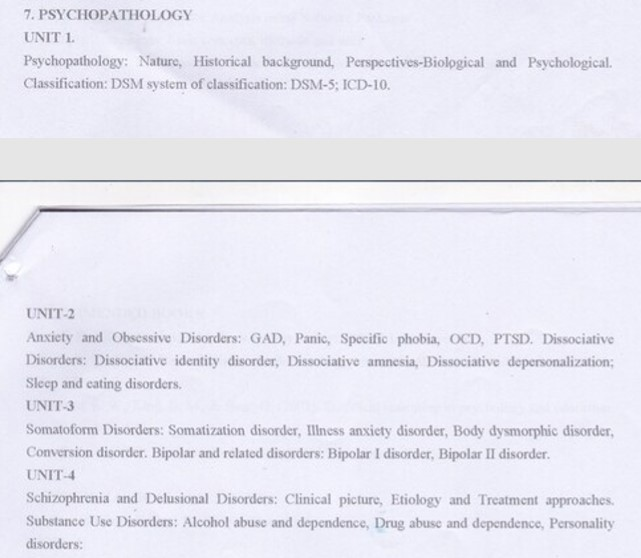 7. PSYCHOPATHOLOGY
UNIT 1.
Psychopathology: Nature, Historical background, Perspectives-Biological and Psychological.
Classification: DSM system of classification: DSM-5; ICD-10.
UNIT-2
Anxiety and Obsessive Disorders: GAD, Panic, Specific phobia, OCD, PTSD. Dissociative
Disorders: Dissociative identity disorder, Dissociative amnesia, Dissociative depersonalization;
Sleep and eating disorders.
UNIT-3
Somatoform Disorders: Somatization disorder, Illness anxiety disorder, Body dysmorphic disorder,
Conversion disorder. Bipolar and related disorders: Bipolar I disorder, Bipolar II disorder.
UNIT-4
Schizophrenia and Delusional Disorders: Clinical picture, Etiology and Treatment approaches.
Substance Use Disorders: Alcohol abuse and dependence, Drug abuse and dependence, Personality
disorders: